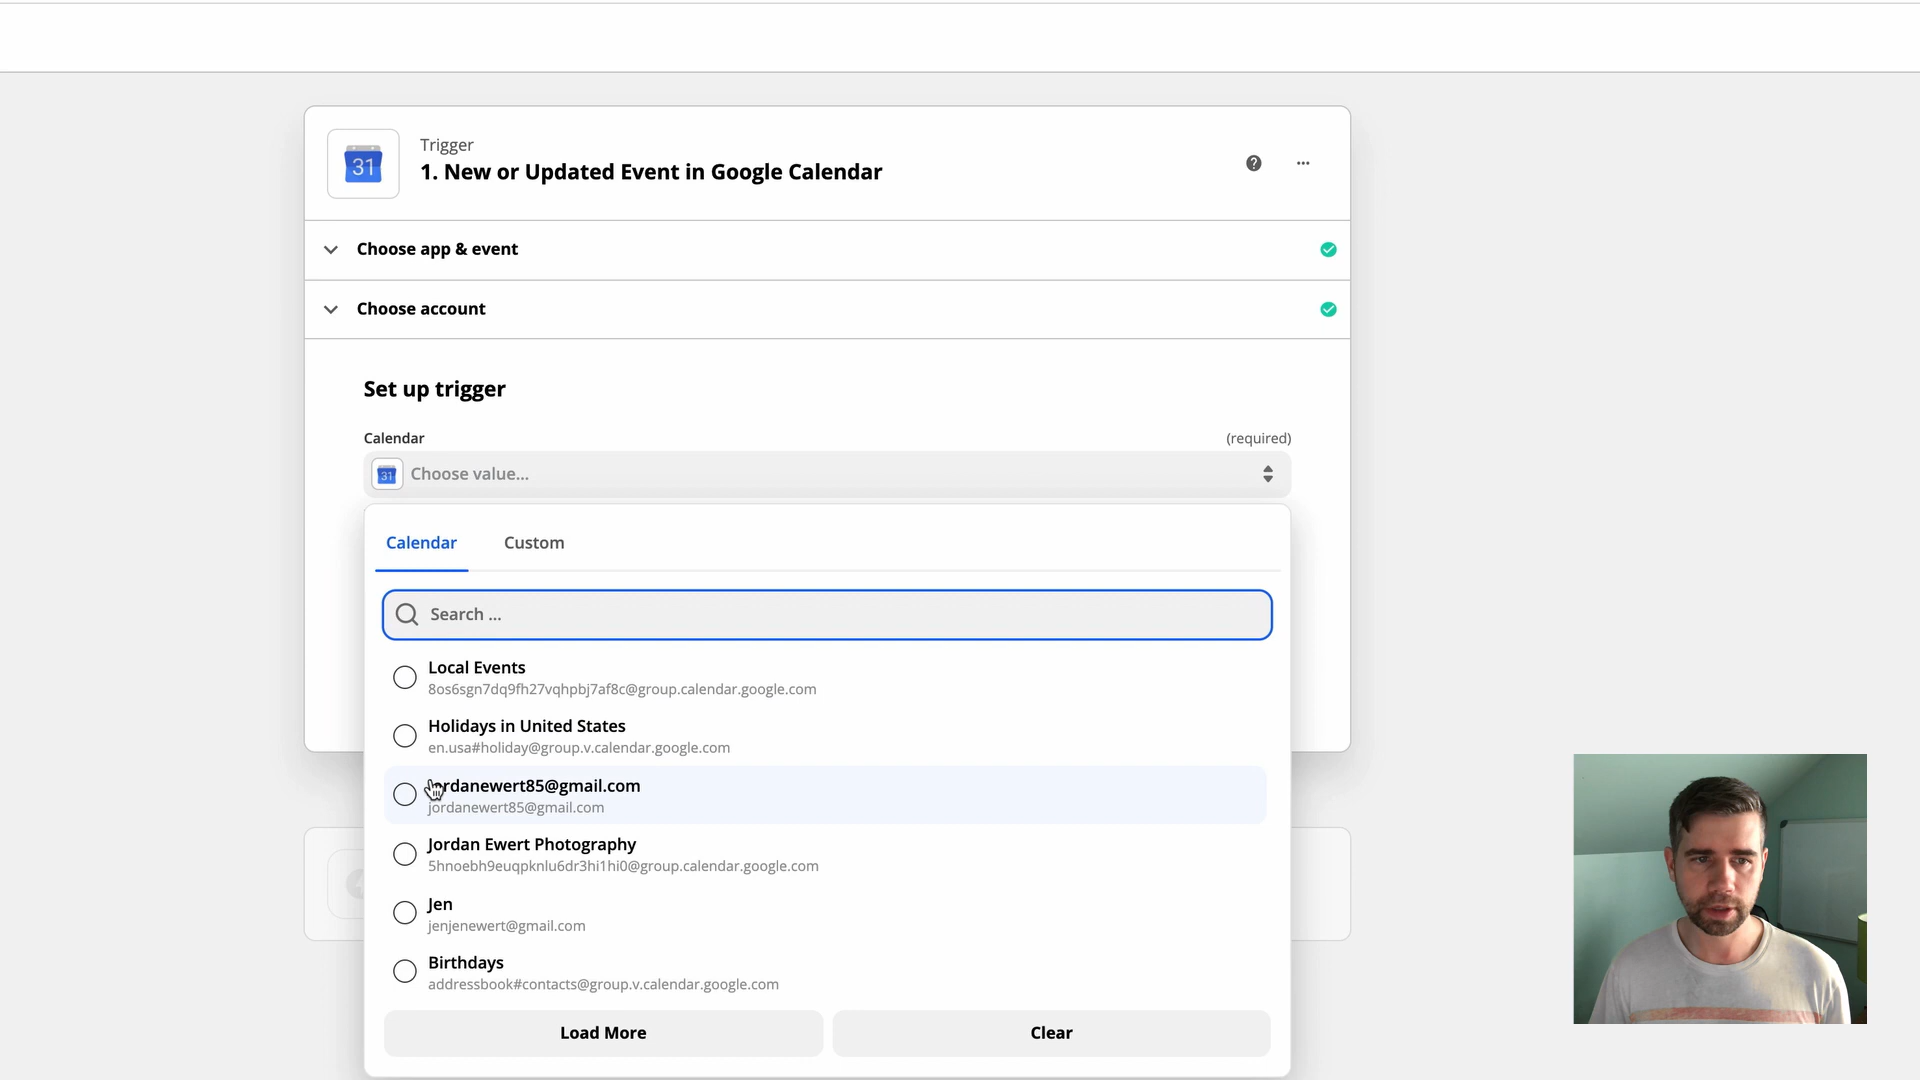 Trigger
1. New or Updated Event in Google Calendar
Choose app & event
Choose account
Set up trigger
Calendar
(required)
31
31
Choose value...
Calendar
Custom
Search ...
Local Events
8os6sgn7dq9fh27vqhpbj7af8c@group.calendar.google.com
Holidays in United States
en.usa#holiday@group.v.calendar.google.com
jordanewert85@gmail.com
jordanewert85@gmail.com
Jordan Ewert Photography
5hnoebh9euqpknlu6dr3hi1hi0@group.calendar.google.com
Jen
jenjenewert@gmail.com
Birthdays
addressbook#contacts@group.v.calendar.google.com
Load More
Clear